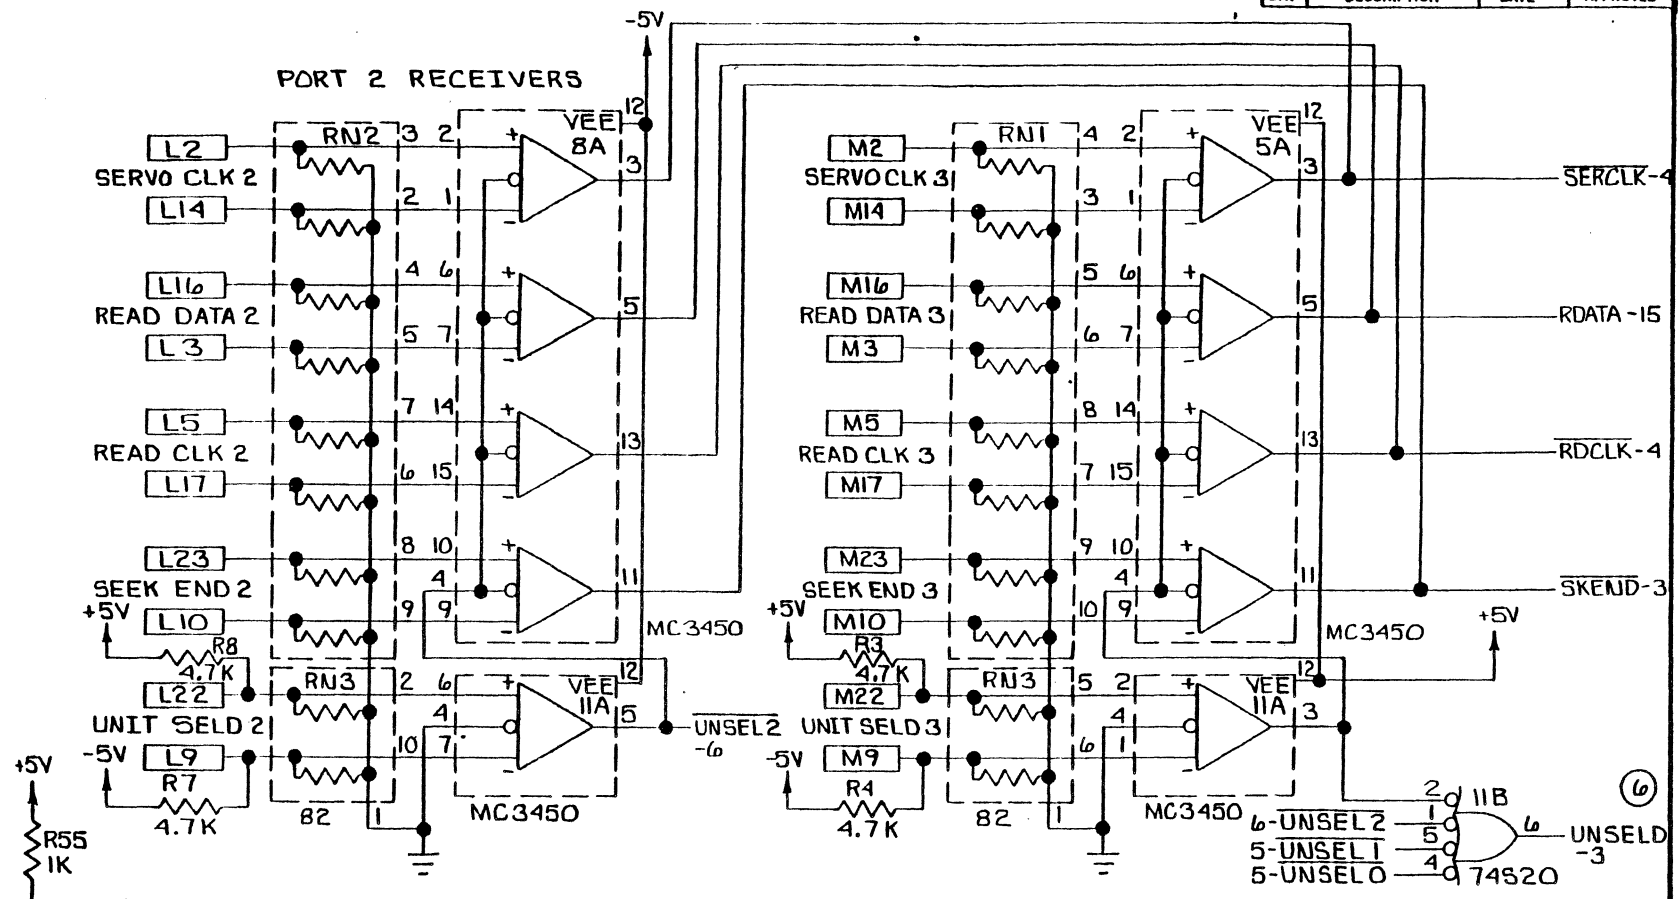 DESCRIPTION DATE APPROVED
-5V
PORT 2 RECEIVERS
RN2 3 2 + VEE 12
8A
L2
SERVO CLK 2 3
L14 2 1 -
L16 4 6 +
READ DATA 2 5
L3 5 7 -
L5 7 14 +
READ CLK 2 13
L17 6 15 -
L23 8 10 +
SEEK END 2 4 11
+5V L10 9 9 -
MC3450
R8
4.7K RN3 12
L22 2 6 + VEE
11A
UNIT SELD 2 4 5 UNSEL2
-6
-5V L9 10 7 -
R7
4.7K 82 1 MC3450
+5V
R55
1K
RN1 4 2 + VEE 12
5A
M2
SERVO CLK 3 3 SERCLK-4
M14 3 1 -
M16 5 6 +
READ DATA 3 5 RDATA-15
M3 6 7 -
M5 8 14 +
READ CLK 3 13 RDCLK-4
M17 7 15 -
M23 9 10 +
SEEK END 3 4 11 SKEND-3
+5V M10 10 9 -
MC3450 +5V
R3
4.7K RN3 12
M22 5 2 + VEE
11A
UNIT SELD 3 4 3
-5V M9 6 1 -
R4
4.7K 82 1 MC3450
2 11B 6
6-UNSEL2 1 6 UNSELD
-3
5-UNSEL1 5
5-UNSEL0 4 74S20